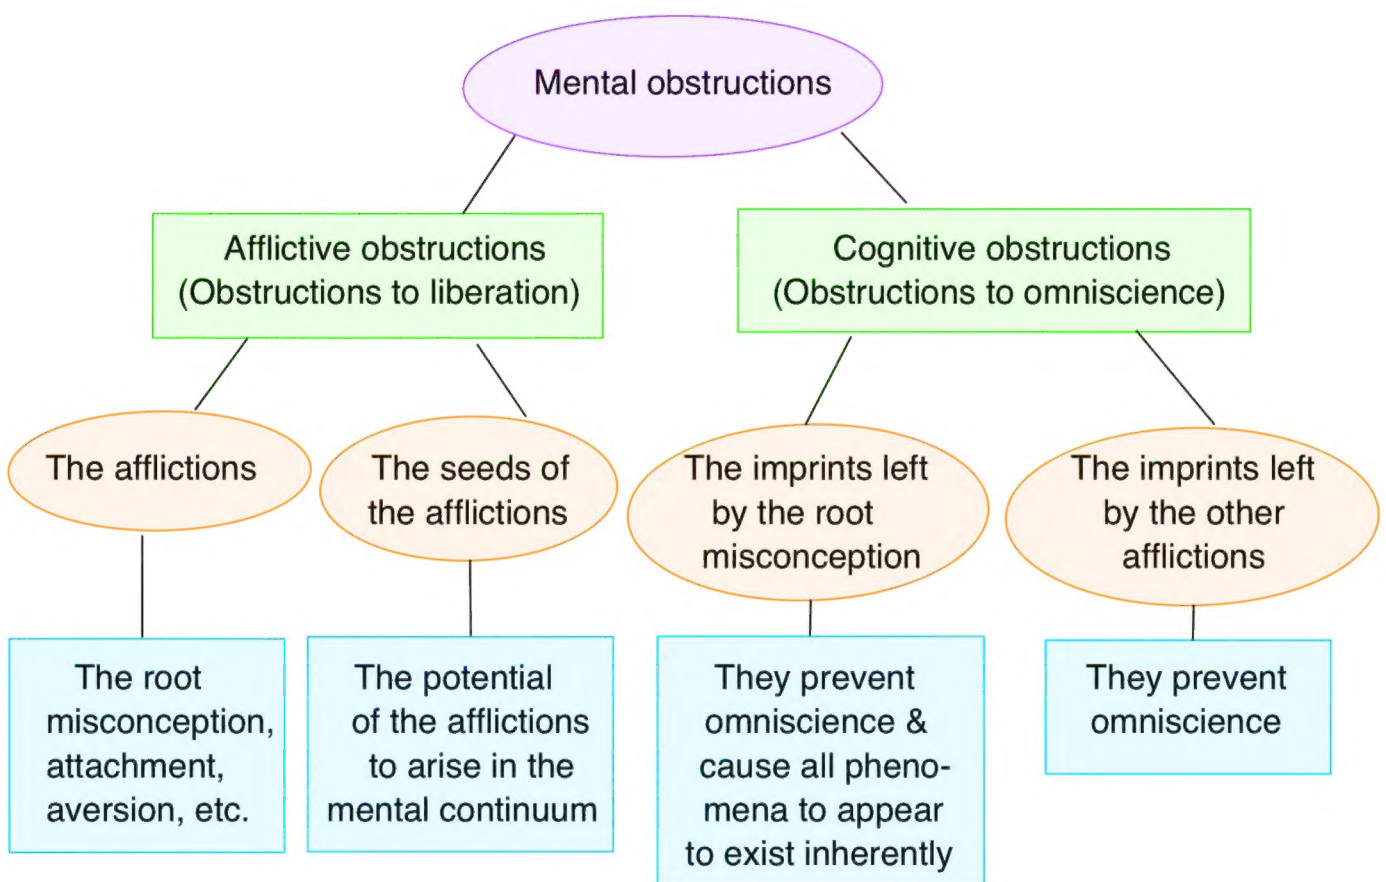 Mental obstructions
Afflictive obstructions
(Obstructions to liberation)
Cognitive obstructions
(Obstructions to omniscience)
The afflictions
The seeds of
the afflictions
The imprints left
by the root
misconception
The imprints left
by the other
afflictions
The root
misconception,
attachment,
aversion, etc.
The potential
of the afflictions
to arise in the
mental continuum
They prevent
omniscience &
cause all pheno-
mena to appear
to exist inherently
They prevent
omniscience